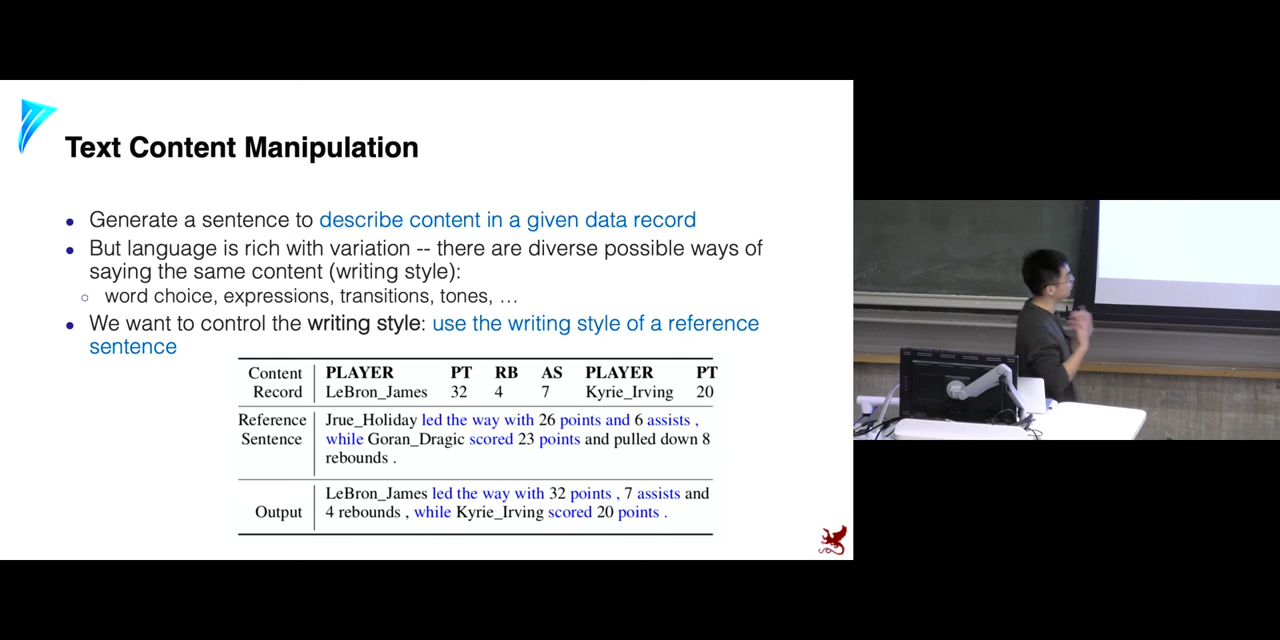 Text Content Manipulation
● Generate a sentence to describe content in a given data record
● But language is rich with variation -- there are diverse possible ways of
saying the same content (writing style):
○ word choice, expressions, transitions, tones, …
● We want to control the writing style: use the writing style of a reference
sentence
Content PLAYER PT RB AS PLAYER PT
Record LeBron_James 32 4 7 Kyrie_Irving 20
Reference Jrue_Holiday led the way with 26 points and 6 assists ,
Sentence while Goran_Dragic scored 23 points and pulled down 8
rebounds .
LeBron_James led the way with 32 points , 7 assists and
Output 4 rebounds , while Kyrie_Irving scored 20 points .